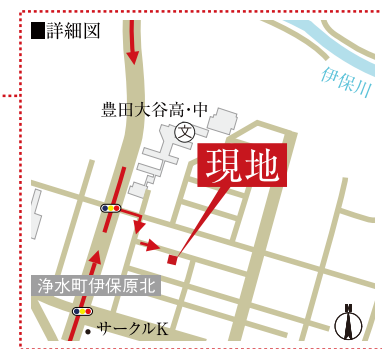 ■詳細図
伊保川
豊田大谷高・中
文
現地
浄水町伊保原北
サークルK
N